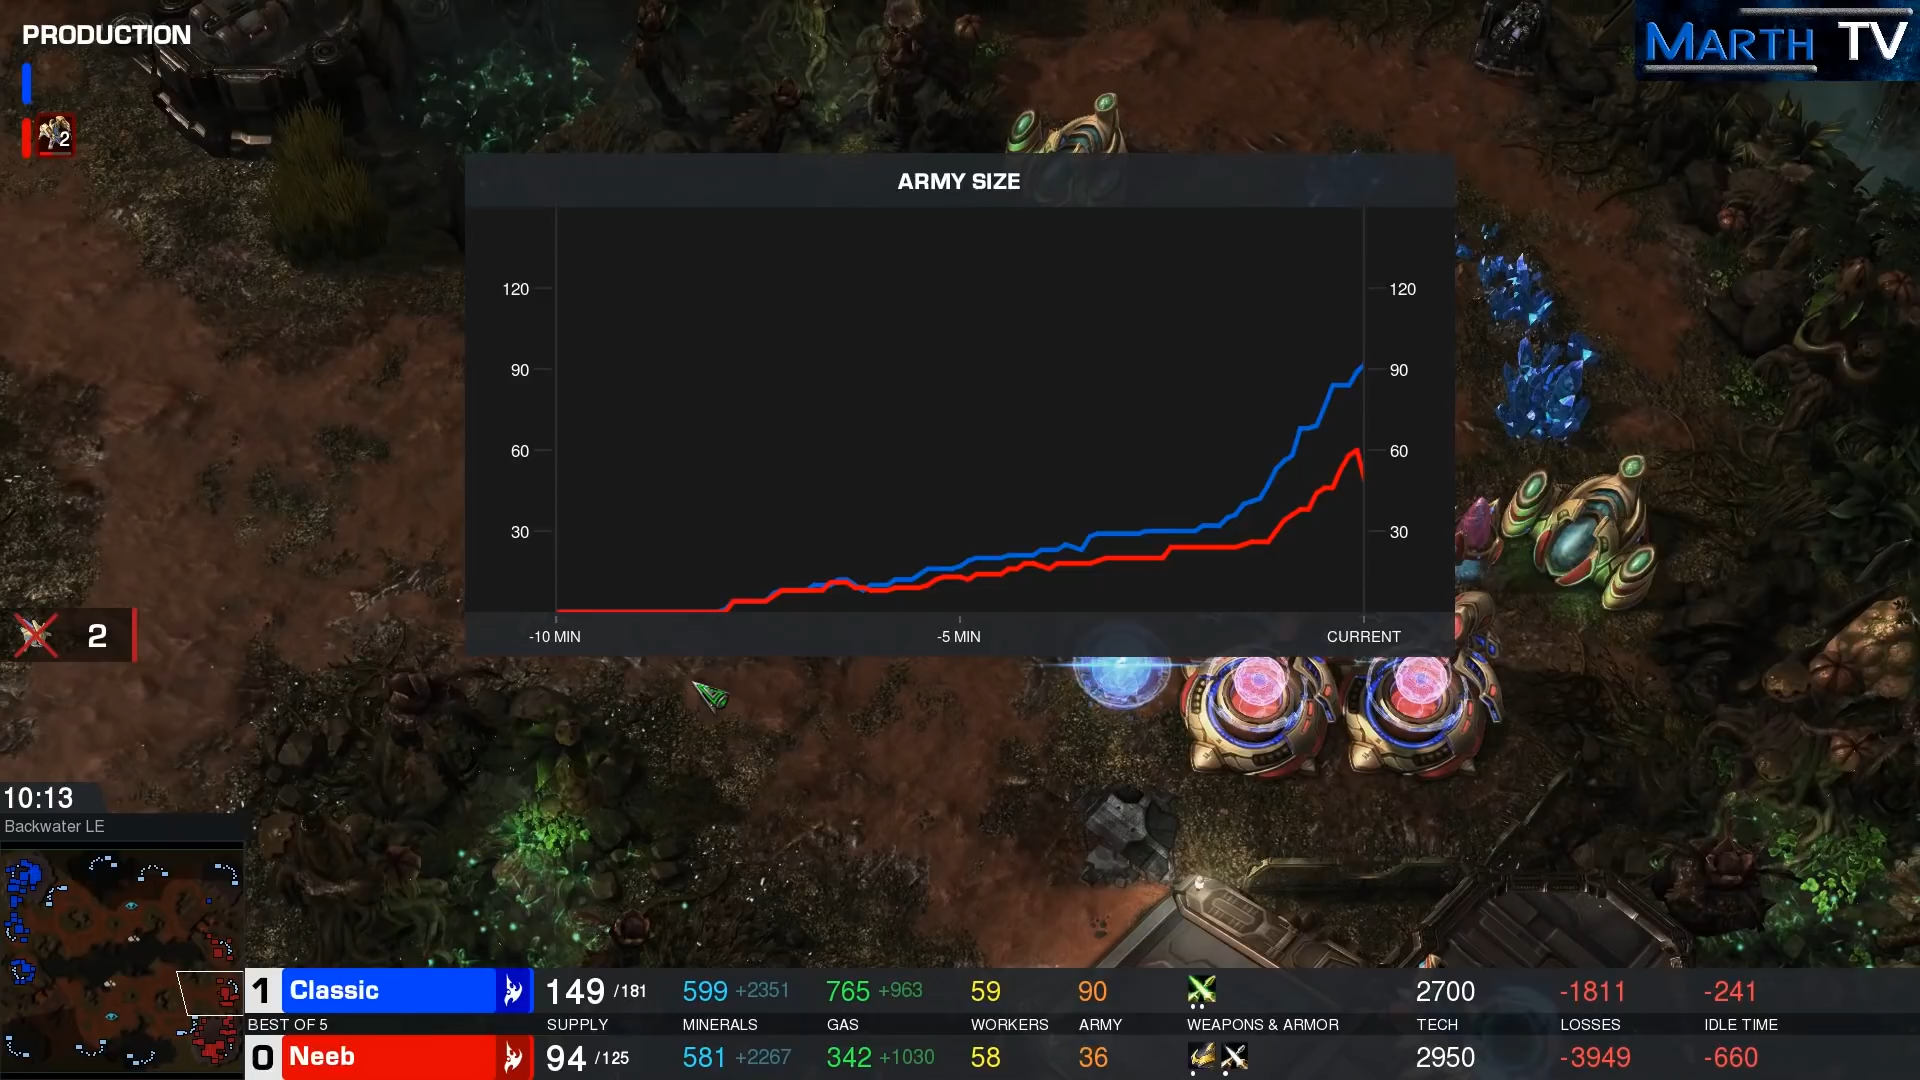 PRODUCTION
MARTH TV
2
ARMY SIZE
120 120
90 90
60 60
30 30
-10 MIN -5 MIN CURRENT
2
10:13
Backwater LE
1 Classic 149 /181 599 +2351 765 +963 59 90 2700 -1811 -241
BEST OF 5 SUPPLY MINERALS GAS WORKERS ARMY WEAPONS & ARMOR TECH LOSSES IDLE TIME
0 Neeb 94 /125 581 +2267 342 +1030 58 36 2950 -3949 -660